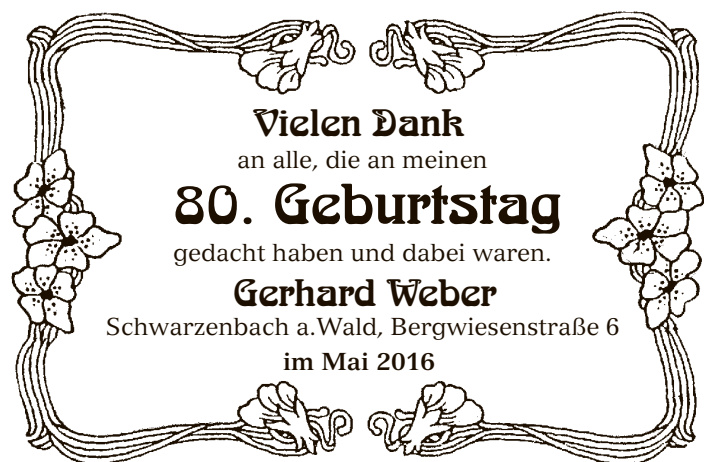 Vielen Dank
an alle, die an meinen
80. Geburtstag
gedacht haben und dabei waren.
Gerhard Weber
Schwarzenbach a.Wald, Bergwiesenstraße 6
im Mai 2016